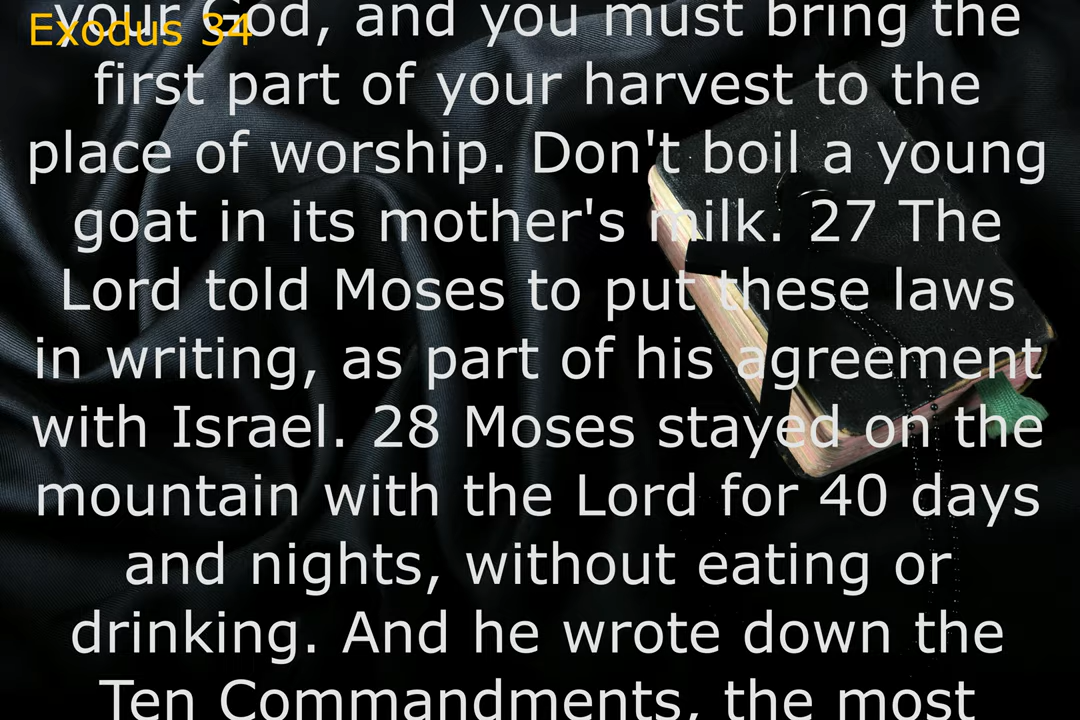 Exodus 34
your God, and you must bring the
first part of your harvest to the
place of worship. Don't boil a young
goat in its mother's milk. 27 The
Lord told Moses to put these laws
in writing, as part of his agreement
with Israel. 28 Moses stayed on the
mountain with the Lord for 40 days
and nights, without eating or
drinking. And he wrote down the
Ten Commandments, the most